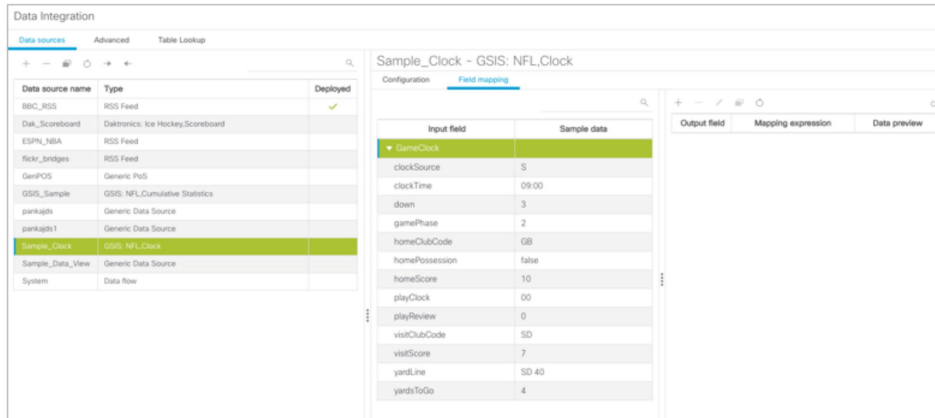 Data Integration
Data sources Advanced Table Lookup
Data source name Type Deployed
BBC_RSS RSS Feed
Dak_Scoreboard Daktronics: Ice Hockey,Scoreboard
ESPN_NBA RSS Feed
flickr_bridges RSS Feed
GenPOS Generic PoS
GSIS_Sample GSIS: NFL,Cumulative Statistics
pankajds Generic Data Source
pankajds1 Generic Data Source
Sample_Clock GSIS: NFL,Clock
Sample_Data_View Generic Data Source
System Data flow
Sample_Clock - GSIS: NFL,Clock
Configuration Field mapping
Input field Sample data
GameClock
clockSource S
clockTime 09:00
down 3
gamePhase 2
homeClubCode GB
homePossession false
homeScore 10
playClock 00
playReview 0
visitClubCode SD
visitScore 7
yardLine SD 40
yardsToGo 4
Output field Mapping expression Data preview